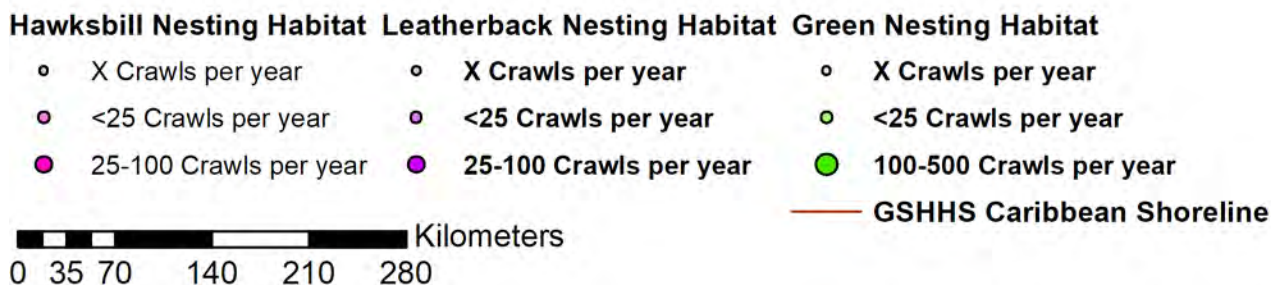 Hawksbill Nesting Habitat Leatherback Nesting Habitat Green Nesting Habitat
X Crawls per year X Crawls per year X Crawls per year
<25 Crawls per year <25 Crawls per year <25 Crawls per year
25-100 Crawls per year 25-100 Crawls per year 100-500 Crawls per year
GSHHS Caribbean Shoreline
Kilometers
0 35 70 140 210 280